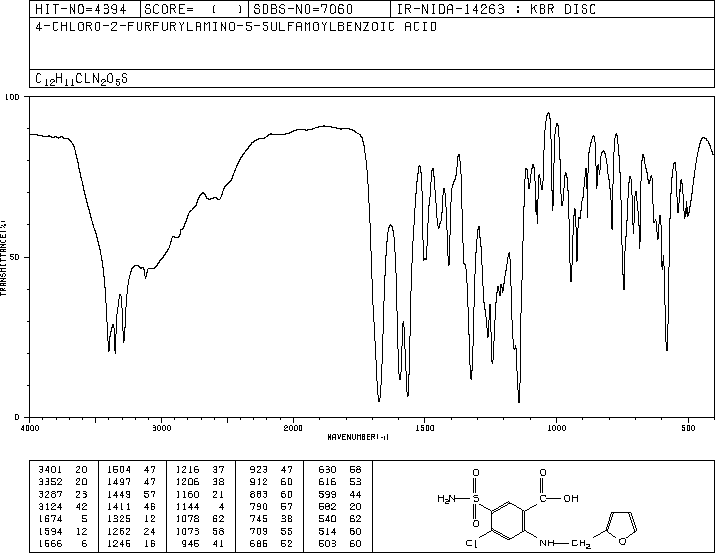 HIT-NO=4394 SCORE= ( ) SDBS-NO=7060 IR-NIDA-14263 : KBR DISC
4-CHLORO-2-FURFURYLAMINO-5-SULFAMOYLBENZOIC ACID
C12H11CLN2O5S
100
50
0
TRANSMITTANCE(%)
4000 3000 2000 1500 1000 500
WAVENUMBER(-1)
3401 20 1504 47 1216 37 923 47 630 58
3352 20 1497 47 1206 38 912 60 616 53
3287 23 1449 57 1160 21 883 60 599 44
3124 42 1411 46 1144 4 790 57 582 20
1674 5 1325 12 1078 62 745 38 540 62
1594 12 1262 24 1073 58 709 55 514 60
1566 6 1246 16 945 41 686 52 503 60
O O
H2N S OH
O
Cl NH CH2 O